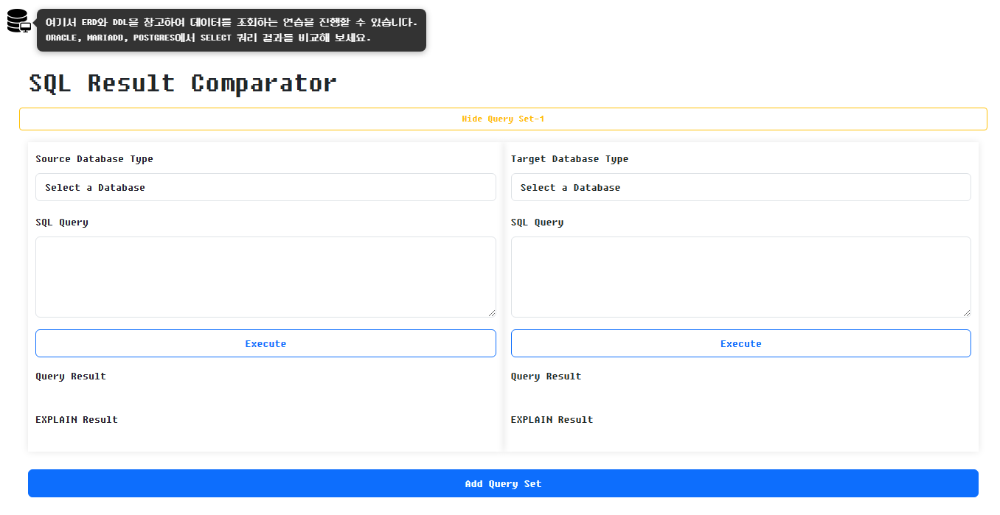 여기서 ERD와 DDL을 참고하여 데이터를 조회하는 연습을 진행할 수 있습니다.
ORACLE, MARIADB, POSTGRES에서 SELECT 쿼리 결과를 비교해 보세요.
SQL Result Comparator
Hide Query Set-1
Source Database Type
Target Database Type
Select a Database
Select a Database
SQL Query
SQL Query
Execute
Execute
Query Result
Query Result
EXPLAIN Result
EXPLAIN Result
Add Query Set